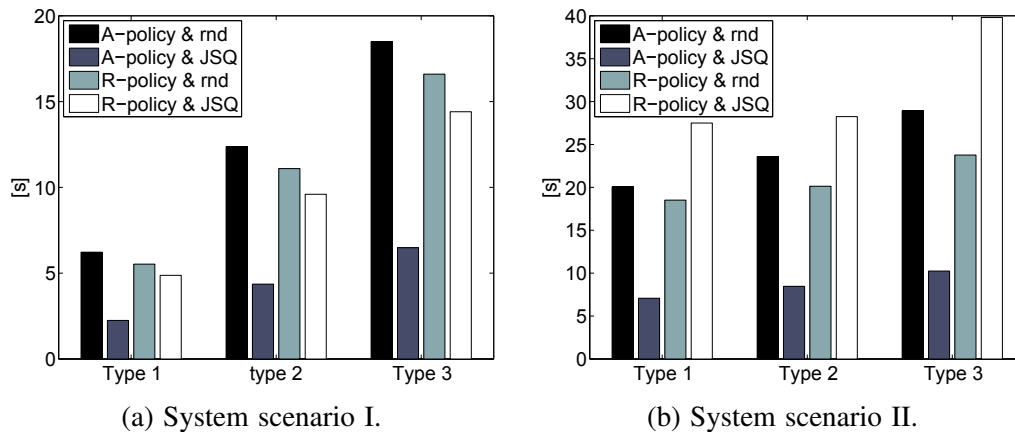 20
15
10
5
0
[s]
A−policy & rnd
A−policy & JSQ
R−policy & rnd
R−policy & JSQ
Type 1 type 2 Type 3
(a) System scenario I.
40
35
30
25
20
15
10
5
0
[s]
A−policy & rnd
A−policy & JSQ
R−policy & rnd
R−policy & JSQ
Type 1 Type 2 Type 3
(b) System scenario II.